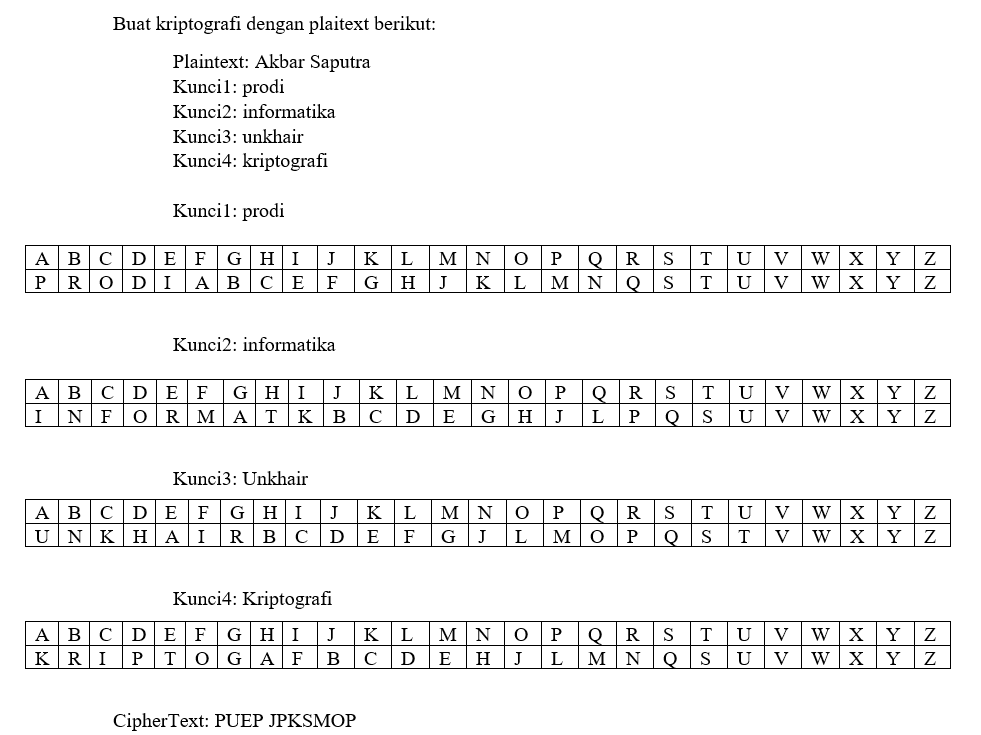 Buat kriptografi dengan plaitext berikut:
Plaintext: Akbar Saputra
Kunci1: prodi
Kunci2: informatika
Kunci3: unkhair
Kunci4: kriptografi
Kunci1: prodi
A B C D E F G H I J K L M N O P Q R S T U V W X Y Z
P R O D I A B C E F G H J K L M N Q S T U V W X Y Z
Kunci2: informatika
A B C D E F G H I J K L M N O P Q R S T U V W X Y Z
I N F O R M A T K B C D E G H J L P Q S U V W X Y Z
Kunci3: Unkhair
A B C D E F G H I J K L M N O P Q R S T U V W X Y Z
U N K H A I R B C D E F G J L M O P Q S T V W X Y Z
Kunci4: Kriptografi
A B C D E F G H I J K L M N O P Q R S T U V W X Y Z
K R I P T O G A F B C D E H J L M N Q S U V W X Y Z
CipherText: PUEP JPKSMOP